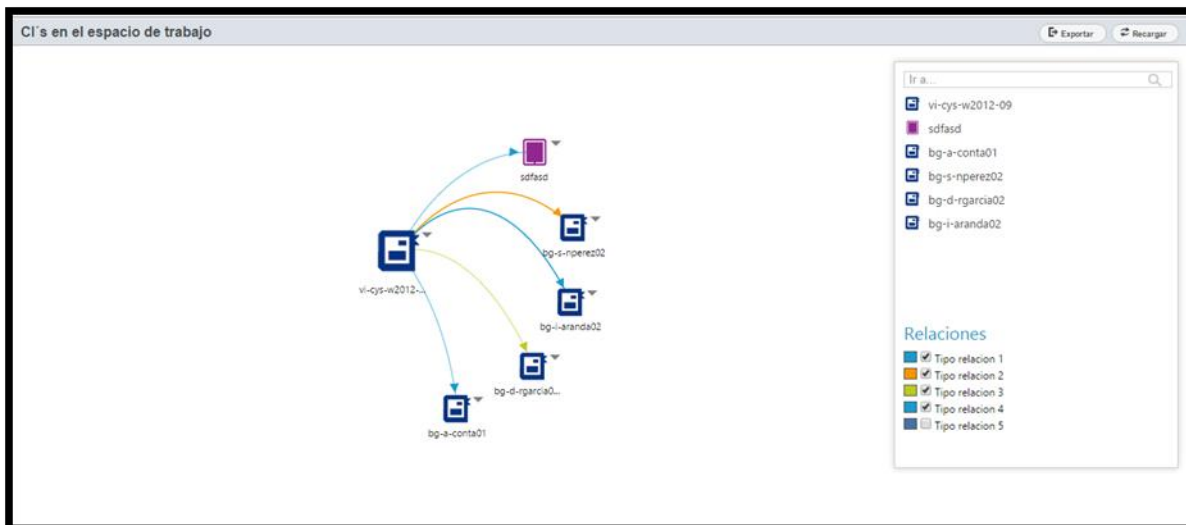 CI´s en el espacio de trabajo
Exportar
Recargar
sdfasd
bg-s-nperez02
vi-cys-w2012-...
bg-i-aranda02
bg-d-rgarcia0...
bg-a-conta01
Ir a...
vi-cys-w2012-09
sdfasd
bg-a-conta01
bg-s-nperez02
bg-d-rgarcia02
bg-i-aranda02
Relaciones
Tipo relacion 1
Tipo relacion 2
Tipo relacion 3
Tipo relacion 4
Tipo relacion 5